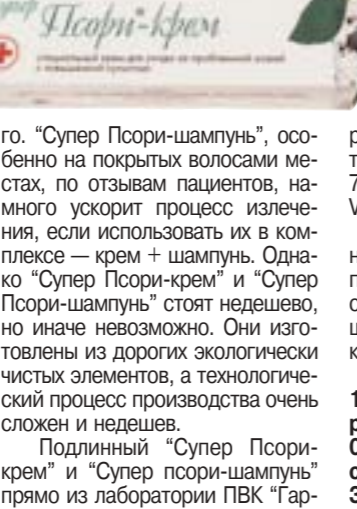 супер
Псори-крем
го. “Супер Псори-шампунь”, осо-
бенно на покрытых волосами ме-
стах, по отзывам пациентов, на-
много ускорит процесс излече-
ния, если использовать их в ком-
плексе — крем + шампунь. Одна-
ко “Супер Псори-крем” и “Супер
Псори-шампунь” стоят недешево,
но иначе невозможно. Они изго-
товлены из дорогих экологически
чистых элементов, а технологиче-
ский процесс производства очень
сложен и недешев.
Подлинный “Супер Псори-
крем” и “Супер псори-шампунь”
прямо из лаборатории ПВК “Гар-